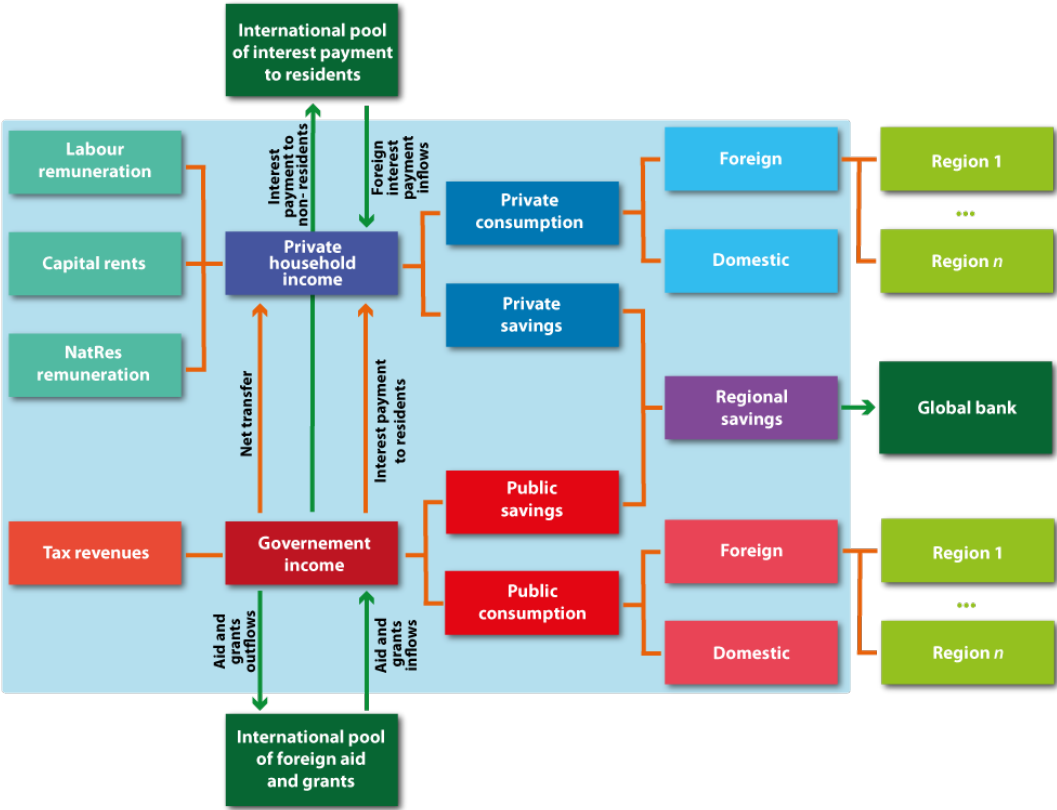 International pool
of interest payment
to residents
Interest
payment to
non- residents
Foreign
interest
payment
inflows
Labour
remuneration
Capital rents
NatRes
remuneration
Private
household
income
Private
consumption
Private
savings
Foreign
Domestic
Region 1
...
Region n
Net transfer
Interest payment
to residents
Regional
savings
Global bank
Tax revenues
Governement
income
Public
savings
Public
consumption
Foreign
Domestic
Region 1
...
Region n
Aid and
grants
outflows
Aid and
grants
inflows
International pool
of foreign aid
and grants